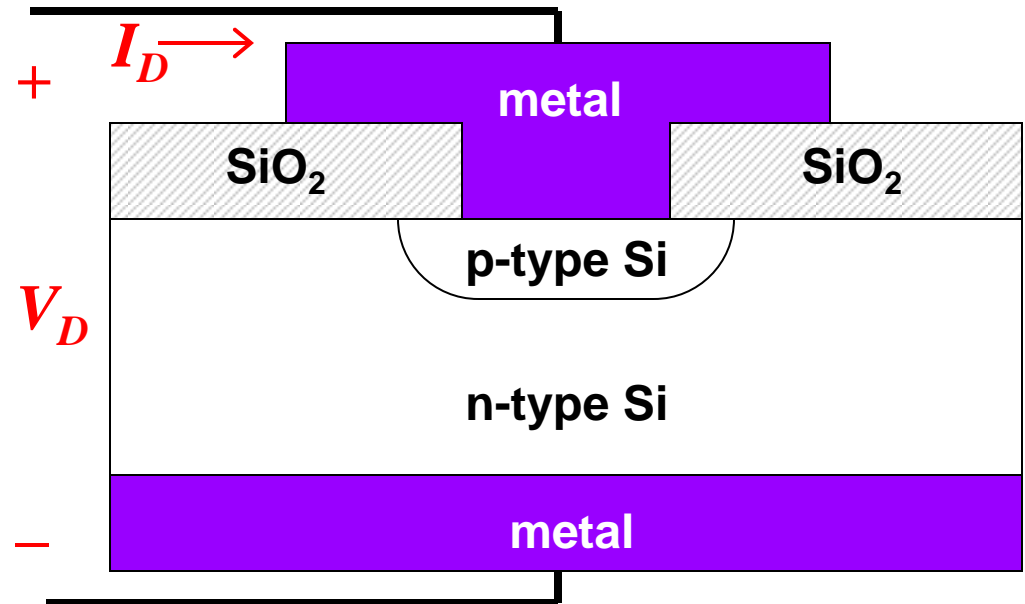 I_D
+
metal
SiO₂ SiO₂
p-type Si
V_D
n-type Si
metal
–